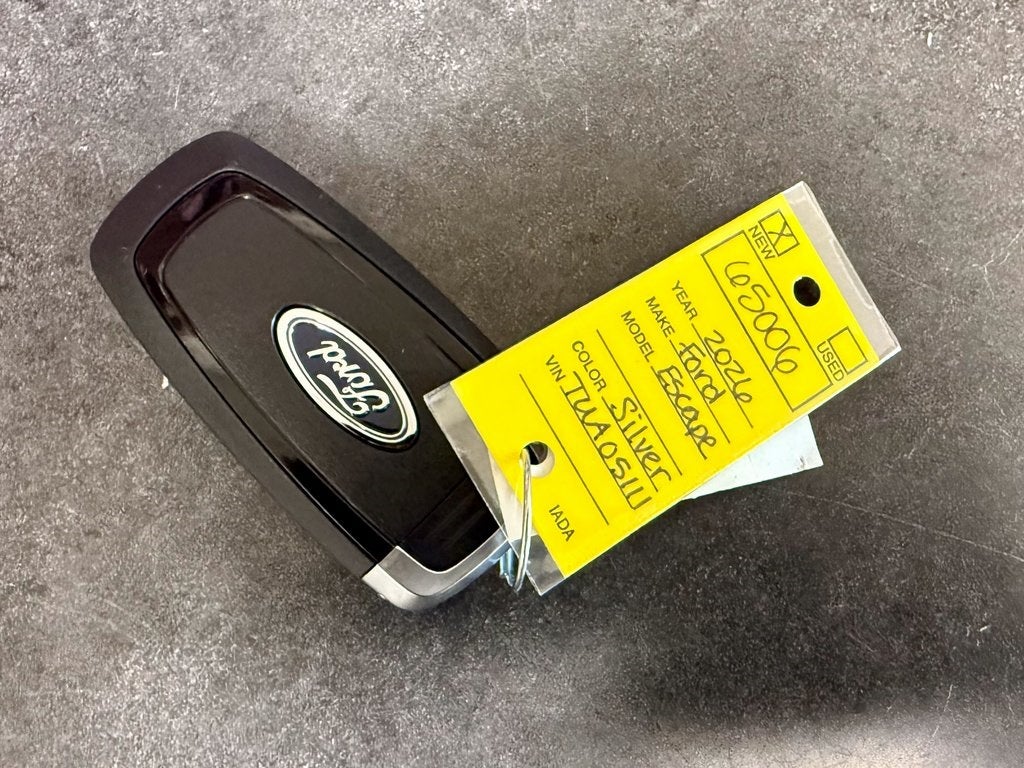 Ford
X
NEW
USED
65006
YEAR 2026
MAKE Ford
MODEL Escape
COLOR Silver
VIN TUA05111
IADA